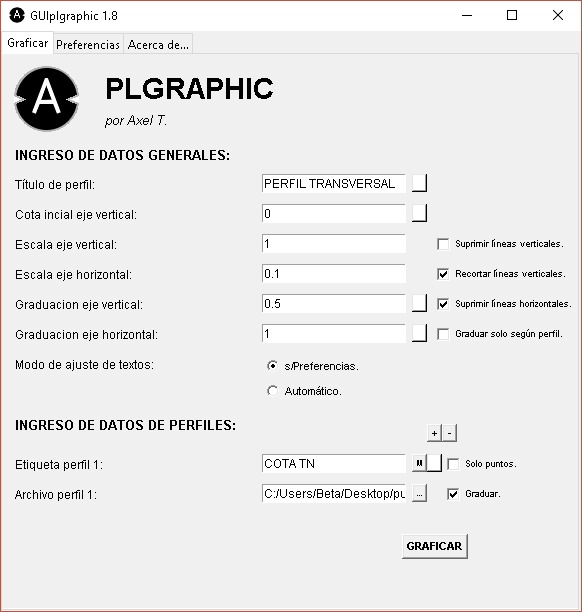 GUIplgraphic 1.8
Graficar Preferencias Acerca de...
A
PLGRAPHIC
por Axel T.
INGRESO DE DATOS GENERALES:
Título de perfil: PERFIL TRANSVERSAL
Cota incial eje vertical: 0
Escala eje vertical: 1 Suprimir líneas verticales.
Escala eje horizontal: 0.1 Recortar líneas verticales.
Graduacion eje vertical: 0.5 Suprimir líneas horizontales.
Graduacion eje horizontal: 1 Graduar solo según perfil.
Modo de ajuste de textos: s/Preferencias.
Automático.
INGRESO DE DATOS DE PERFILES:
+ -
Etiqueta perfil 1: COTA TN Solo puntos.
Archivo perfil 1: C:/Users/Beta/Desktop/pu ... Graduar.
GRAFICAR